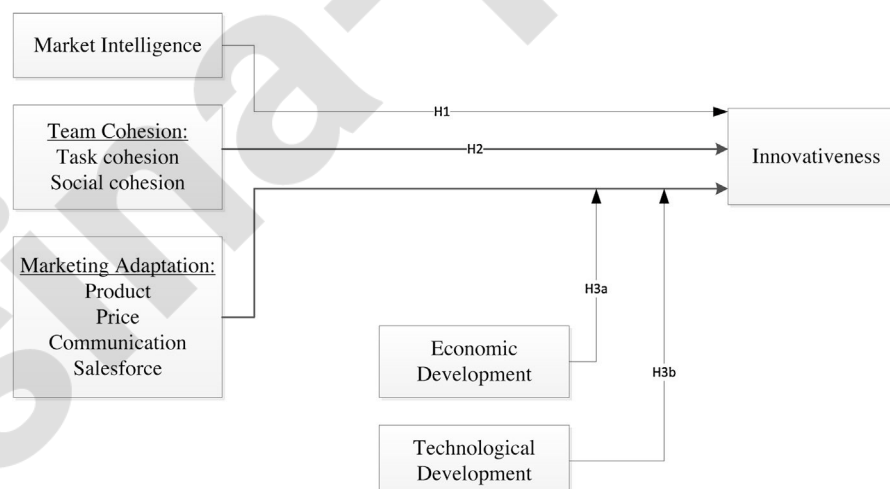 Market Intelligence
H1
Team Cohesion:
Task cohesion
Social cohesion
H2
Innovativeness
Marketing Adaptation:
Product
Price
Communication
Salesforce
H3a
Economic
Development
H3b
Technological
Development